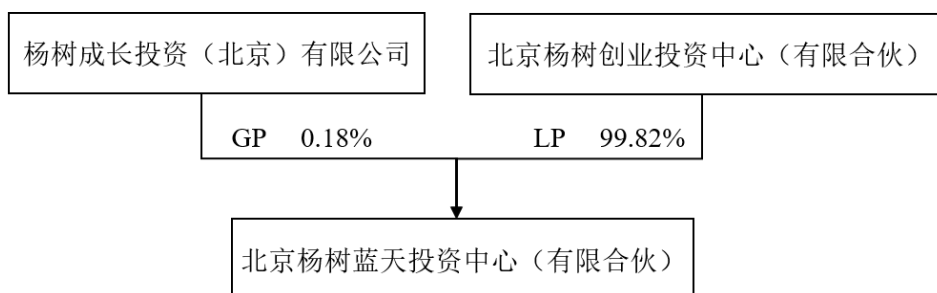 杨树成长投资（北京）有限公司
北京杨树创业投资中心（有限合伙）
GP 0.18%
LP 99.82%
北京杨树蓝天投资中心（有限合伙）